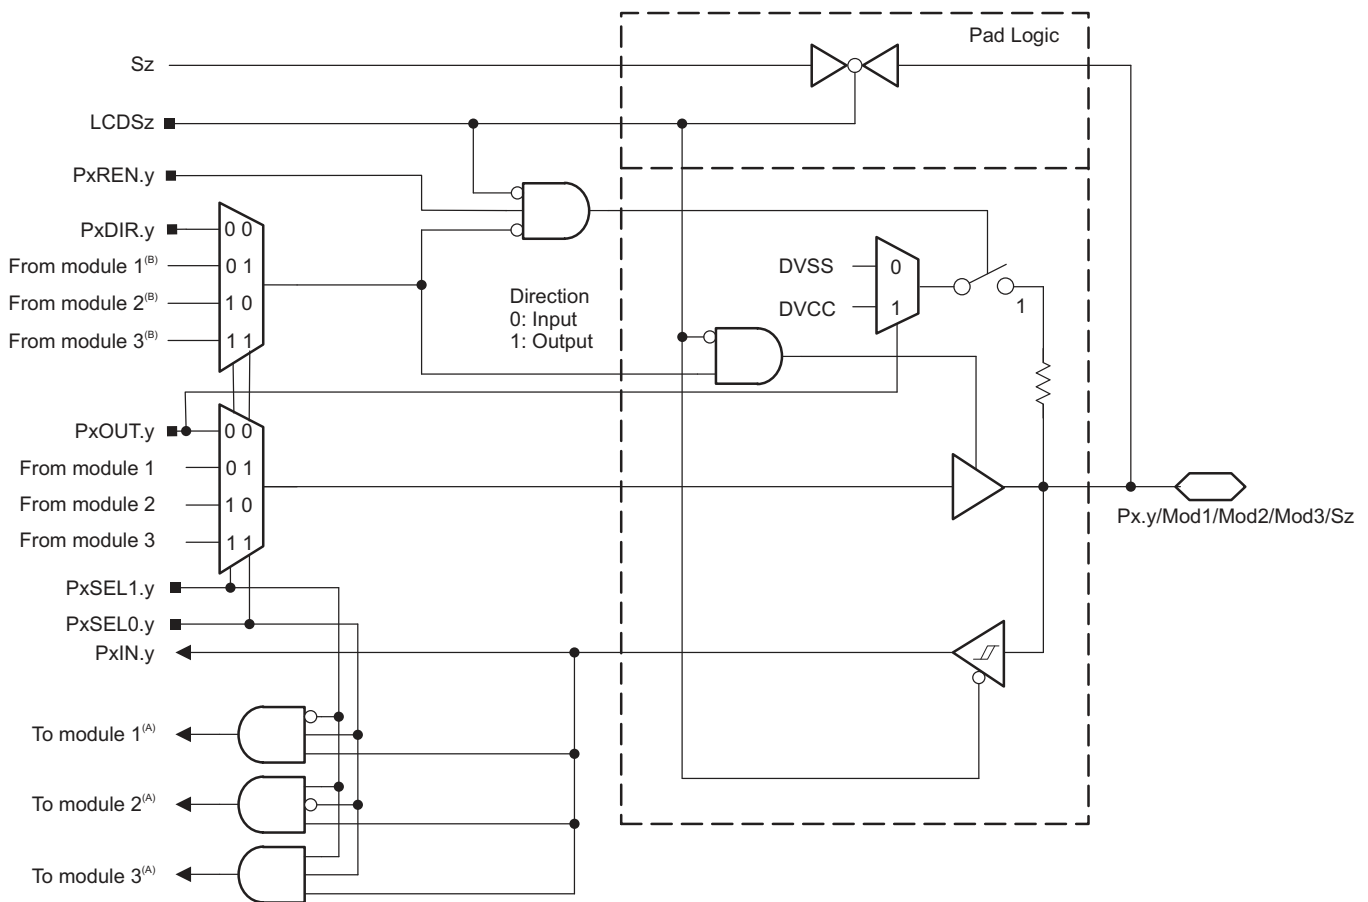 Pad Logic
Sz
LCDSz
PxREN.y
PxDIR.y
0 0
From module 1(B)
0 1
From module 2(B)
1 0
From module 3(B)
1 1
Direction
0: Input
1: Output
DVSS
0
DVCC
1
1
PxOUT.y
0 0
From module 1
0 1
From module 2
1 0
From module 3
1 1
Px.y/Mod1/Mod2/Mod3/Sz
PxSEL1.y
PxSEL0.y
PxIN.y
To module 1(A)
To module 2(A)
To module 3(A)